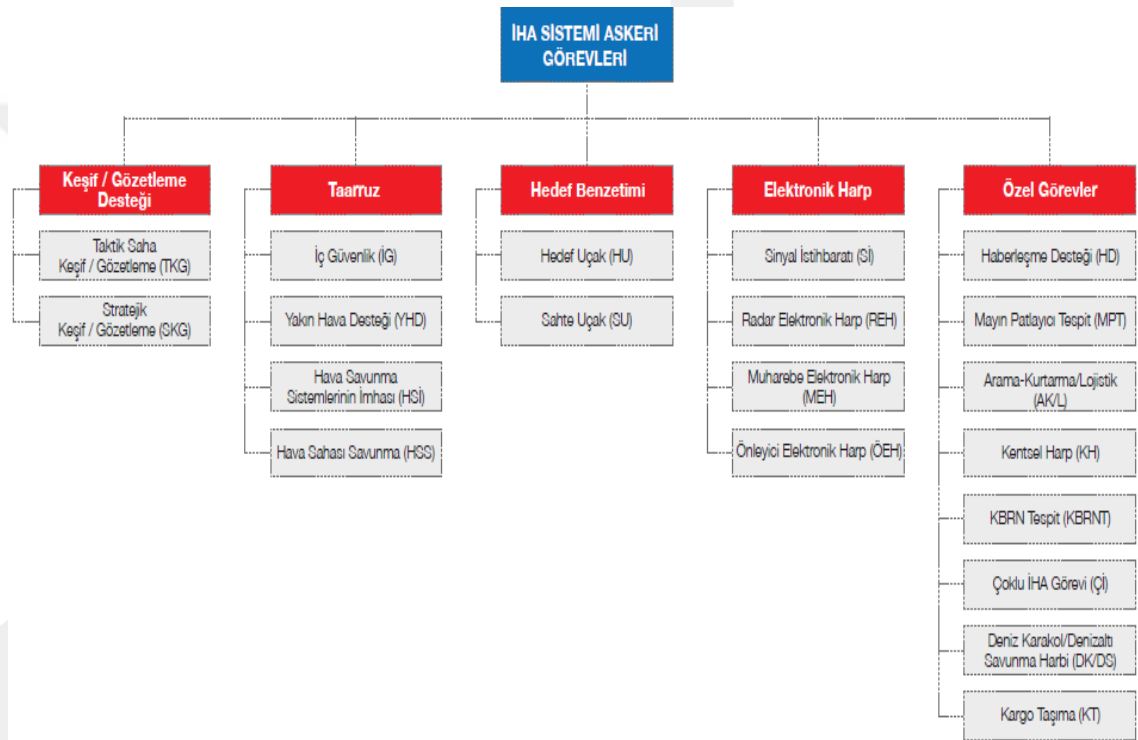 İHA SİSTEMİ ASKERİ
GÖREVLERİ
Keşif / Gözetleme
Desteği
Taktik Saha
Keşif / Gözetleme (TKG)
Stratejik
Keşif / Gözetleme (SKG)
Taarruz
İç Güvenlik (İG)
Yakın Hava Desteği (YHD)
Hava Savunma
Sistemlerinin İmhası (HSİ)
Hava Sahası Savunma (HSS)
Hedef Benzetimi
Hedef Uçak (HU)
Sahte Uçak (SU)
Elektronik Harp
Sinyal İstihbaratı (Sİ)
Radar Elektronik Harp (REH)
Muharebe Elektronik Harp
(MEH)
Önleyici Elektronik Harp (ÖEH)
Özel Görevler
Haberleşme Desteği (HD)
Mayın Patlayıcı Tespit (MPT)
Arama-Kurtarma/Lojistik
(AK/L)
Kentsel Harp (KH)
KBRN Tespit (KBRNT)
Çoklu İHA Görevi (Çİ)
Deniz Karakol/Denizaltı
Savunma Harbi (DK/DS)
Kargo Taşıma (KT)